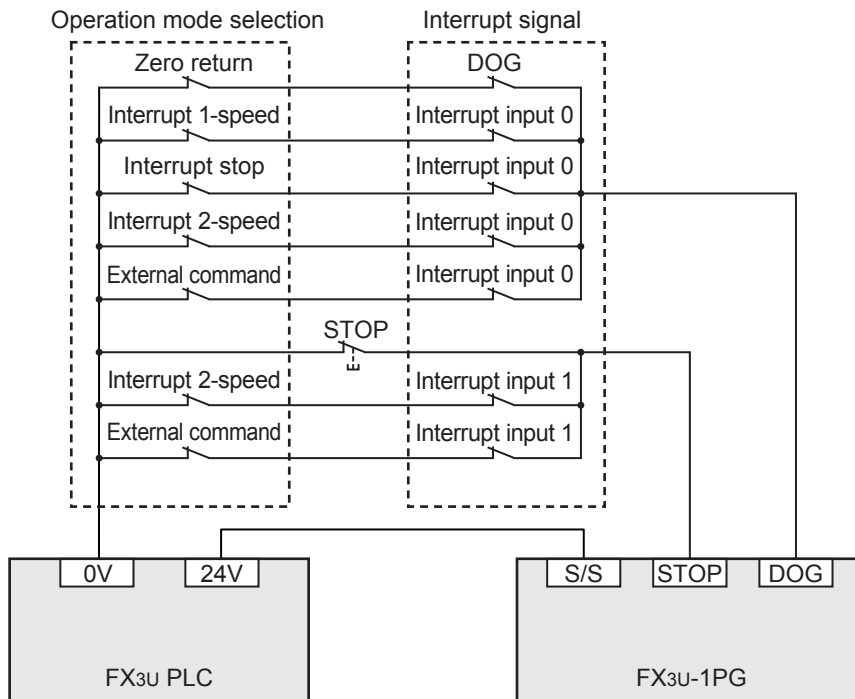 Operation mode selection Interrupt signal
Zero return DOG
Interrupt 1-speed Interrupt input 0
Interrupt stop Interrupt input 0
Interrupt 2-speed Interrupt input 0
External command Interrupt input 0
STOP
Interrupt 2-speed Interrupt input 1
External command Interrupt input 1
0V 24V S/S STOP DOG
FX3U PLC FX3U-1PG